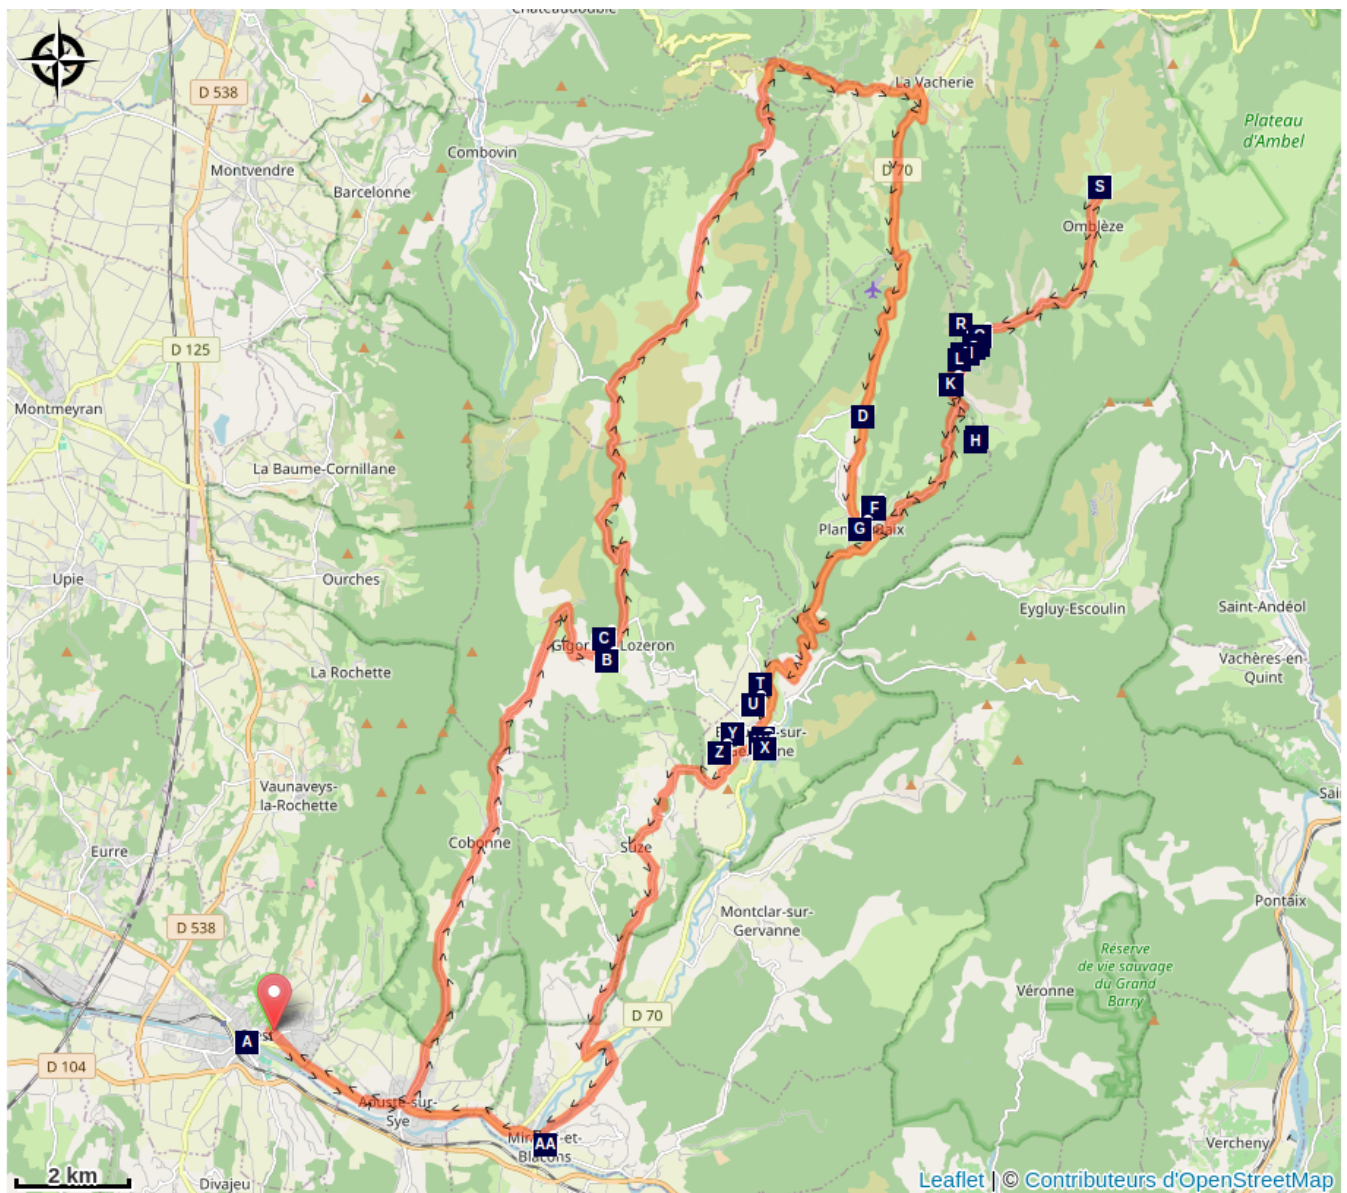 Châteaudouble
D 538
La Vacherie
Plateau
d'Ambel
Combovin
Montvendre
D 70
Barcelonne
S
Omblèze
R
D 125
L
I
K
Montmeyran
D
H
La Baume-Cornillane
F
G
Upie
Ourches
Eygluy-Escoulin
Saint-Andéol
C
B
Lozeron
La Rochette
Vachères-en-
Quint
T
U
Y
Z
X
Vaunaveys-
la-Rochette
Cobonne
Suze
Eurre
Montclar-sur-
Gervanne
Pontaix
D 538
Réserve
de vie sauvage
du Grand
Barry
Véronne
D 70
A
D 104
Aouste-sur-
Sye
AA
Vercheny
2 km
Divajeu
Leaflet | © Contributeurs d'OpenStreetMap